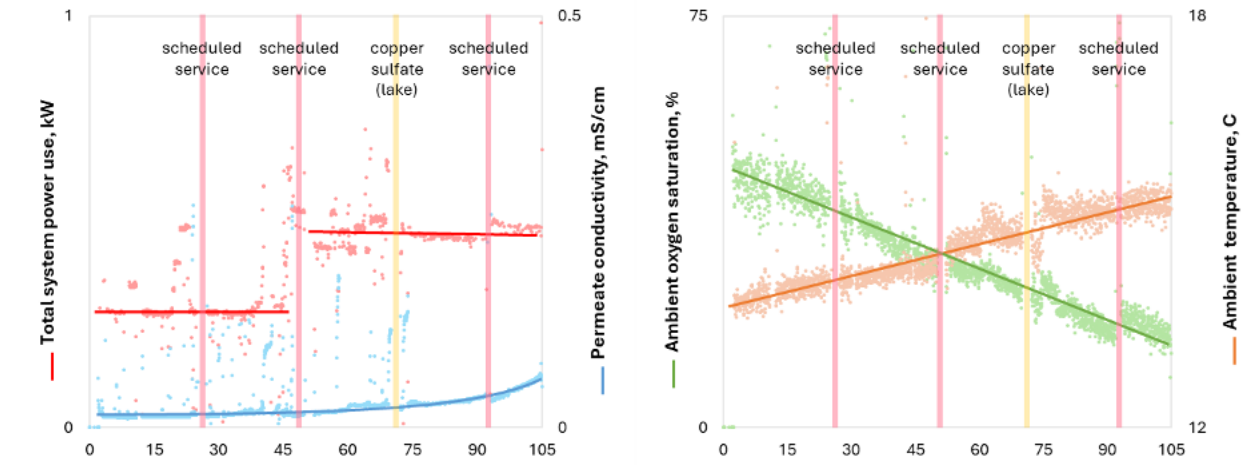 1
0.5
scheduled
service
scheduled
service
copper
sulfate
(lake)
scheduled
service
Total system power use, kW
Permeate conductivity, mS/cm
0
0
0
15
30
45
60
75
90
105
75
18
scheduled
service
scheduled
service
copper
sulfate
(lake)
scheduled
service
Ambient oxygen saturation, %
Ambient temperature, C
0
12
0
15
30
45
60
75
90
105